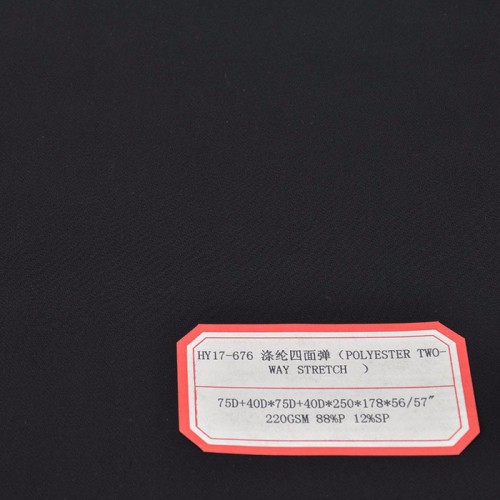 HY17-676 涤纶四面弹（POLYESTER TWO-
WAY STRETCH ）
75D+40D*75D+40D*250*178*56/57"
220GSM 88%P 12%SP